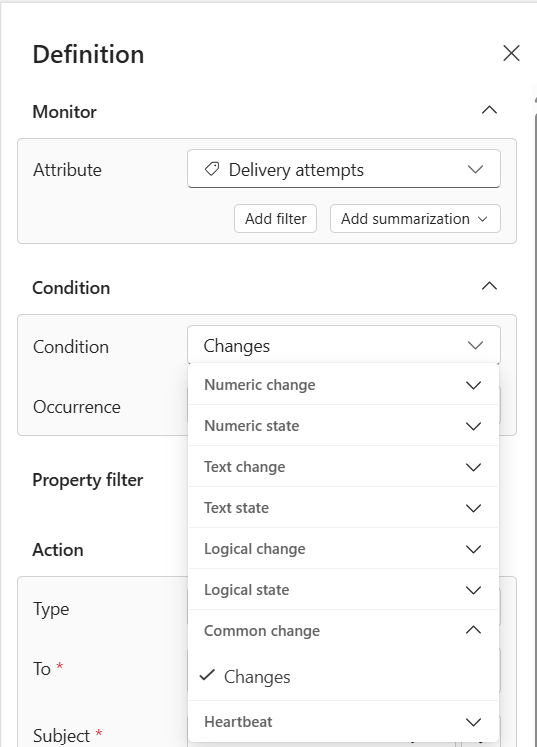 Definition
Monitor
Attribute
Delivery attempts
Add filter
Add summarization
Condition
Condition
Changes
Numeric change
Occurrence
Numeric state
Text change
Property filter
Text state
Action
Logical change
Type
Logical state
Common change
To *
Changes
Heartbeat
Subject *